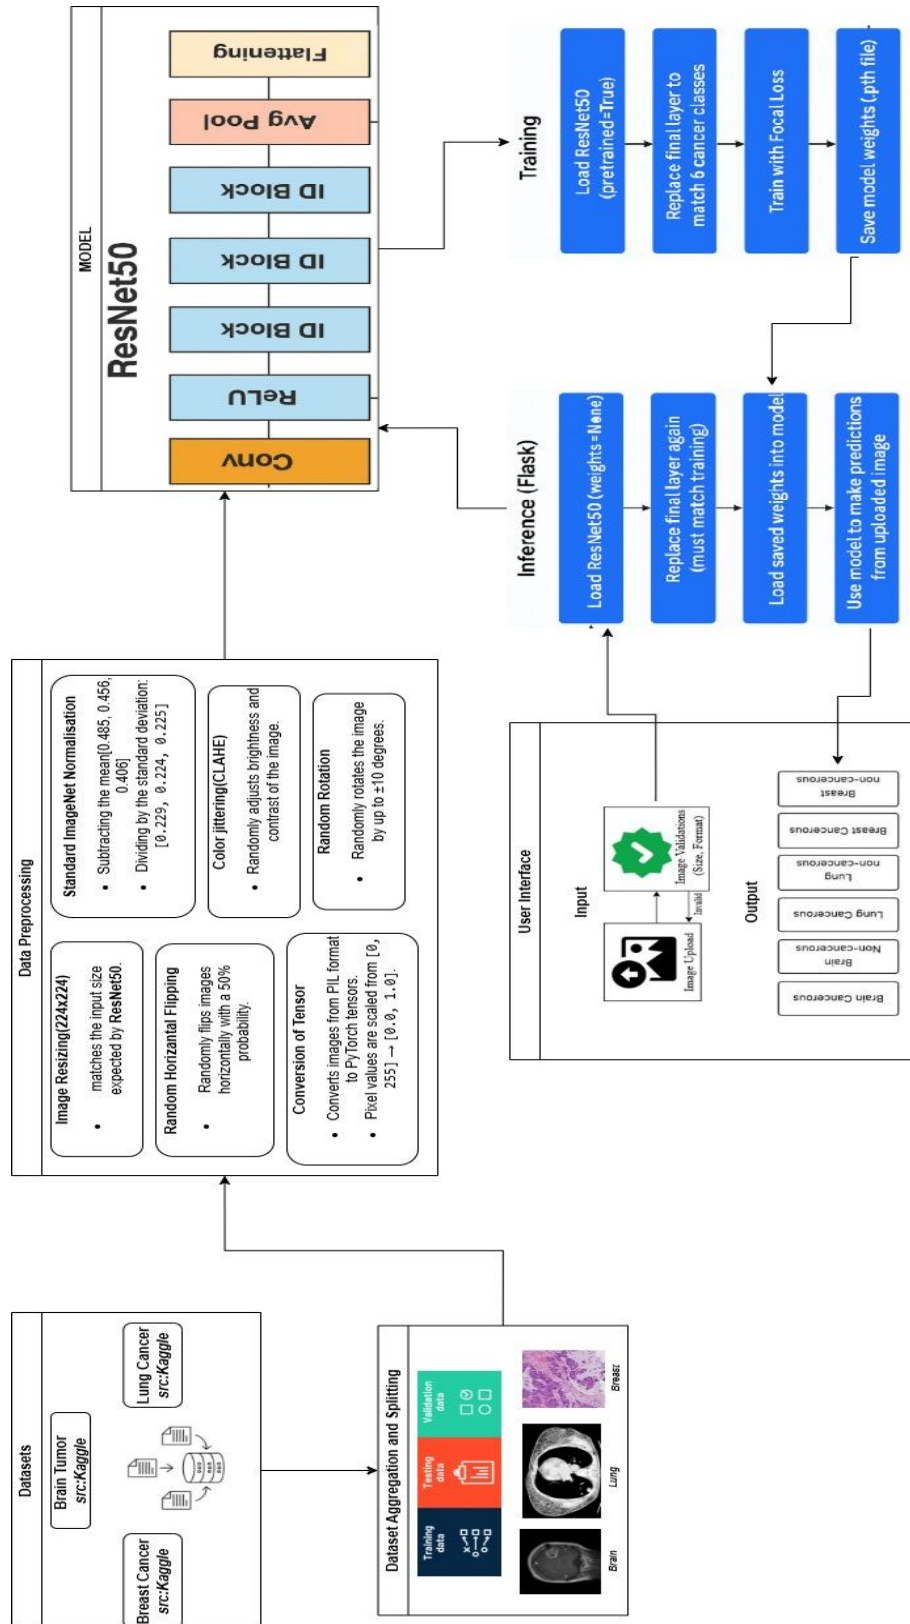 Datasets
Brain Tumor
src:Kaggle
Breast Cancer
src:Kaggle
Lung Cancer
src:Kaggle
Dataset Aggregation and Splitting
Training
data
Testing
data
Validation
data
Brain
Lung
Breast
Data Preprocessing
Image Resizing(224x224)
• matches the input size
expected by ResNet50.
Random Horizantal Flipping
• Randomly flips images
horizontally with a 50%
probability.
Conversion of Tensor
• Converts images from PIL format
to PyTorch tensors.
• Pixel values are scaled from [0,
255] → [0.0, 1.0].
Standard ImageNet Normalisation
• Subtracting the mean[0.485, 0.456,
0.406]
• Dividing by the standard deviation:
[0.229, 0.224, 0.225]
Color jittering(CLAHE)
• Randomly adjusts brightness and
contrast of the image.
Random Rotation
• Randomly rotates the image
by up to ±10 degrees.
MODEL
ResNet50
Conv
ReLU
ID Block
ID Block
ID Block
Avg Pool
Flattening
User Interface
Input
Image Upload
Invalid
Image Validations
(Size, Format)
Output
Brain Cancerous
Brain
Non-cancerous
Lung Cancerous
Lung
non-cancerous
Breast Cancerous
Breast
non-cancerous
Inference (Flask)
Load ResNet50 (weights=None)
Replace final layer again
(must match training)
Load saved weights into model
Use model to make predictions
from uploaded image
Training
Load ResNet50
(pretrained=True)
Replace final layer to
match 6 cancer classes
Train with Focal Loss
Save model weights (.pth file)